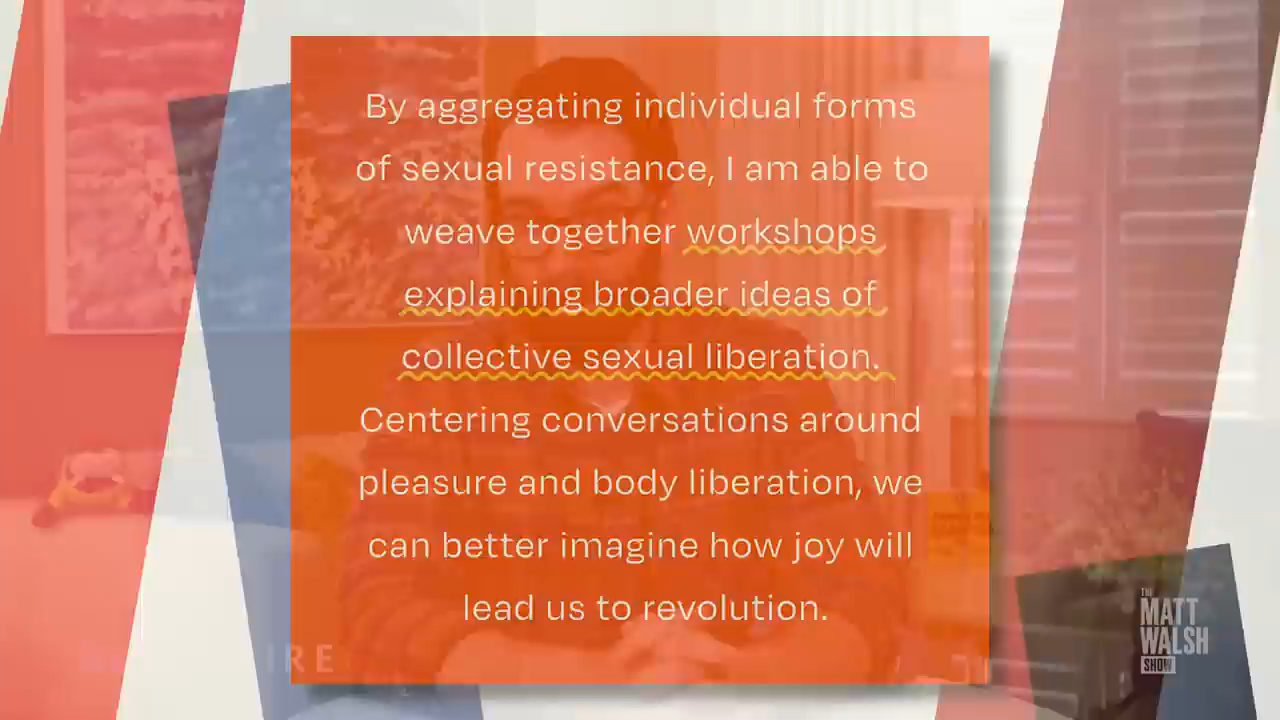 By aggregating individual forms
of sexual resistance, I am able to
weave together workshops
explaining broader ideas of
collective sexual liberation.
Centering conversations around
pleasure and body liberation, we
can better imagine how joy will
lead us to revolution.
IRE
THE
MATT
WALSH
SHOW